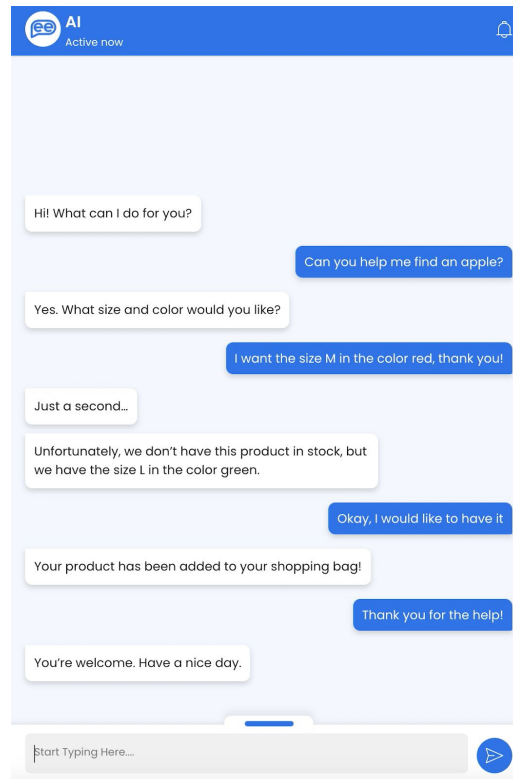 AI
Active now
Hi! What can I do for you?
Can you help me find an apple?
Yes. What size and color would you like?
I want the size M in the color red, thank you!
Just a second...
Unfortunately, we don’t have this product in stock, but
we have the size L in the color green.
Okay, I would like to have it
Your product has been added to your shopping bag!
Thank you for the help!
You’re welcome. Have a nice day.
Start Typing Here....